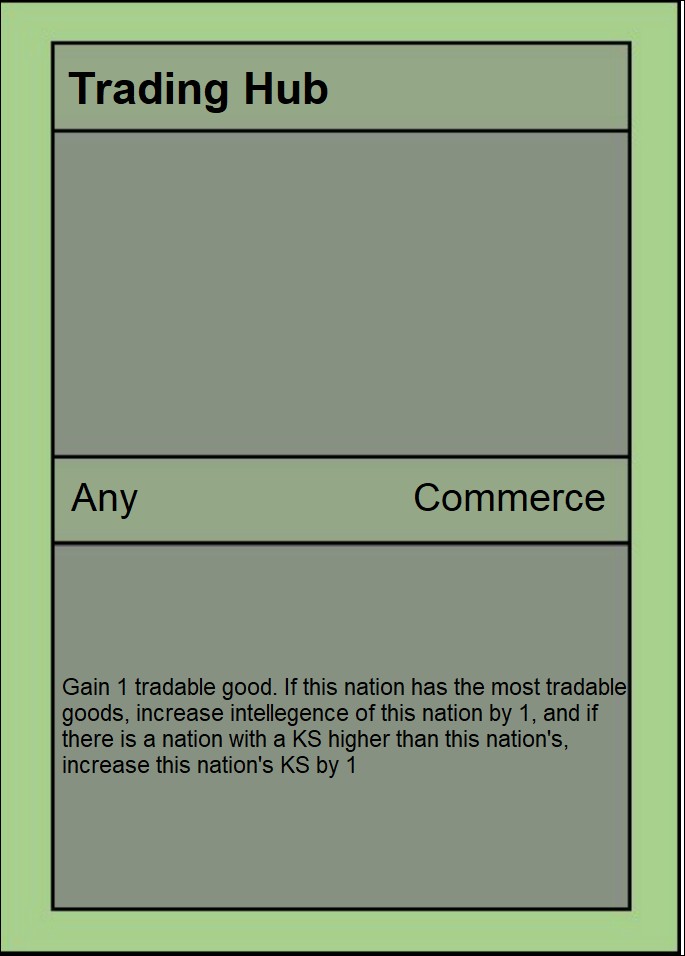 Trading Hub
Any Commerce
Gain 1 tradable good. If this nation has the most tradable
goods, increase intellegence of this nation by 1, and if
there is a nation with a KS higher than this nation's,
increase this nation's KS by 1